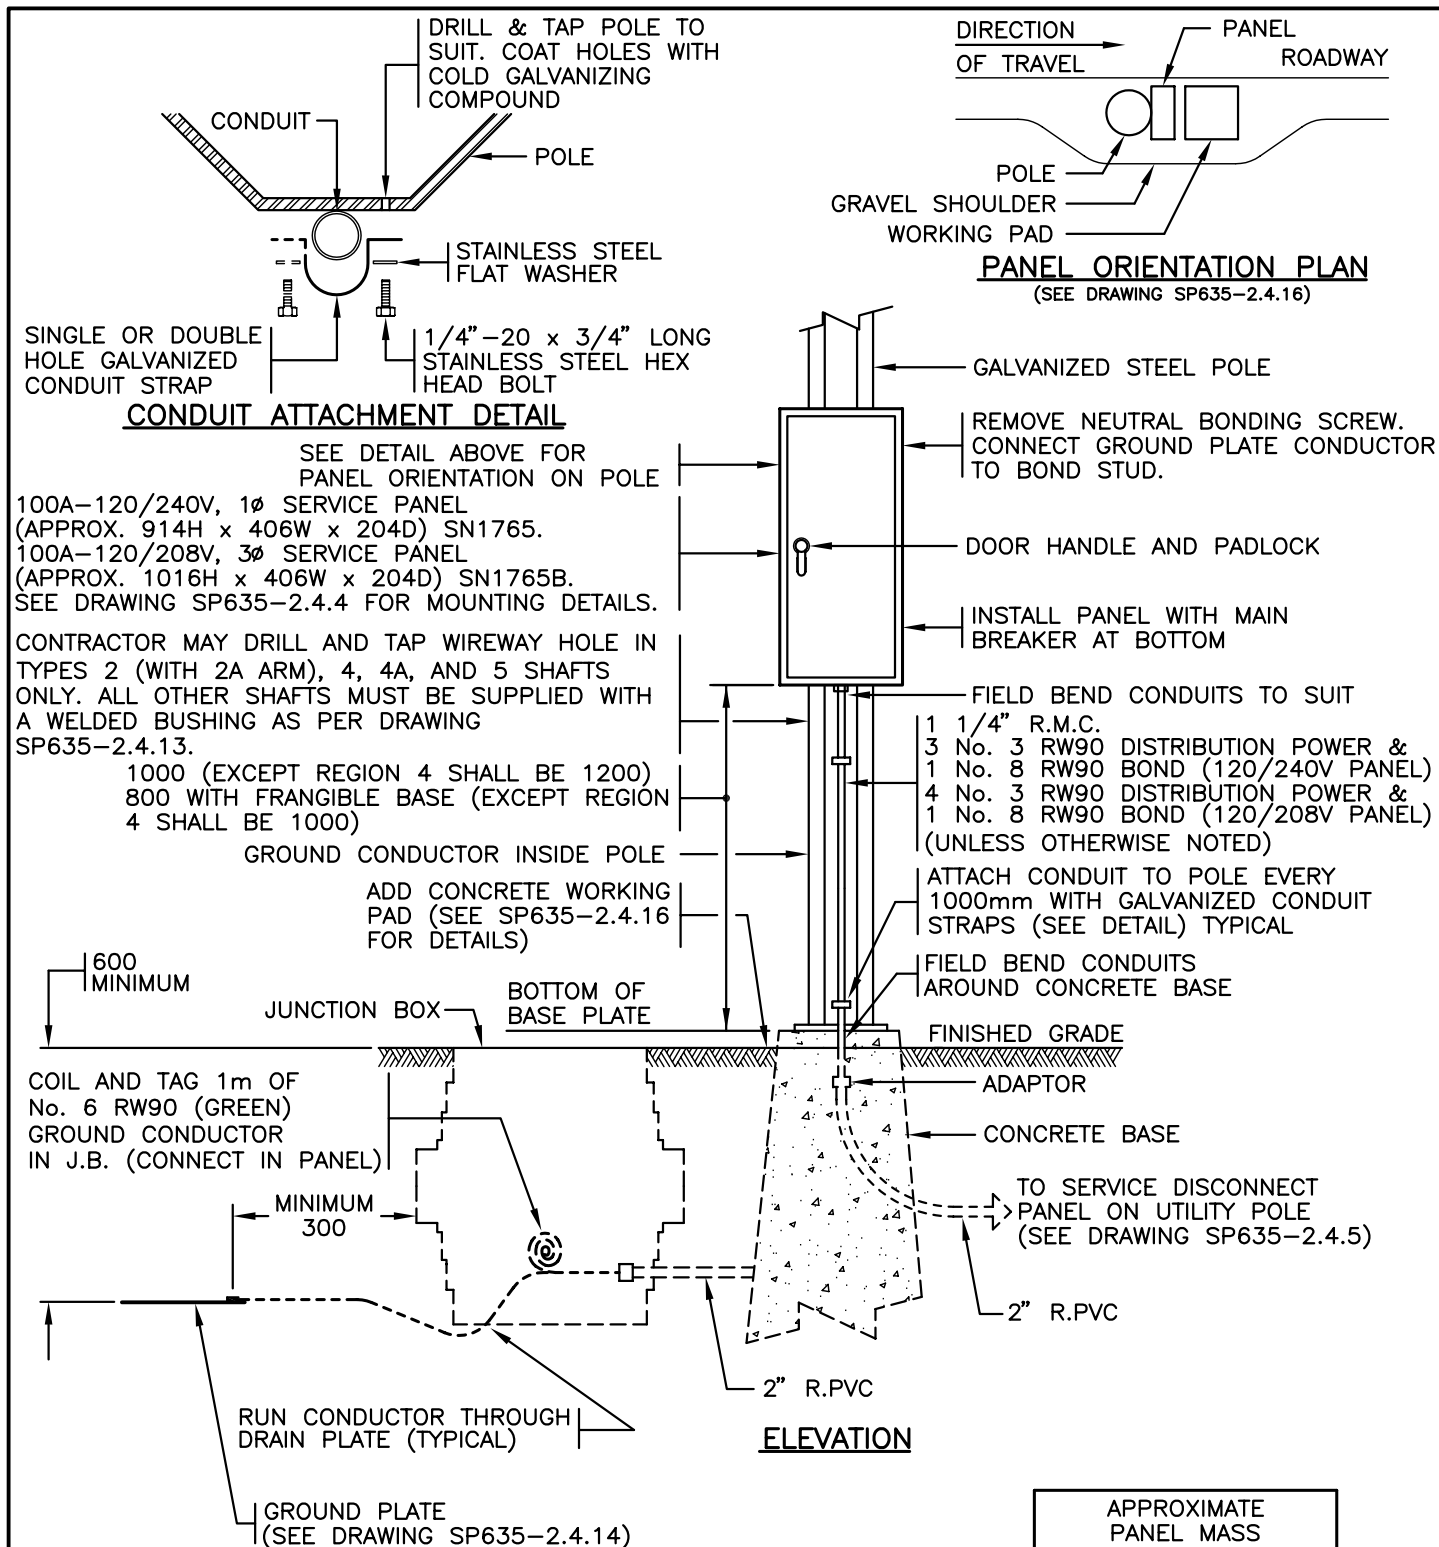 DRILL & TAP POLE TO
SUIT. COAT HOLES WITH
COLD GALVANIZING
COMPOUND
CONDUIT
POLE
STAINLESS STEEL
FLAT WASHER
SINGLE OR DOUBLE
HOLE GALVANIZED
CONDUIT STRAP
1/4"-20 x 3/4" LONG
STAINLESS STEEL HEX
HEAD BOLT
CONDUIT ATTACHMENT DETAIL
DIRECTION
OF TRAVEL
PANEL
ROADWAY
POLE
GRAVEL SHOULDER
WORKING PAD
PANEL ORIENTATION PLAN
(SEE DRAWING SP635-2.4.16)
SEE DETAIL ABOVE FOR
PANEL ORIENTATION ON POLE
100A-120/240V, 1ø SERVICE PANEL
(APPROX. 914H x 406W x 204D) SN1765.
100A-120/208V, 3ø SERVICE PANEL
(APPROX. 1016H x 406W x 204D) SN1765B.
SEE DRAWING SP635-2.4.4 FOR MOUNTING DETAILS.
CONTRACTOR MAY DRILL AND TAP WIREWAY HOLE IN
TYPES 2 (WITH 2A ARM), 4, 4A, AND 5 SHAFTS
ONLY. ALL OTHER SHAFTS MUST BE SUPPLIED WITH
A WELDED BUSHING AS PER DRAWING
SP635-2.4.13.
1000 (EXCEPT REGION 4 SHALL BE 1200)
800 WITH FRANGIBLE BASE (EXCEPT REGION
4 SHALL BE 1000)
GROUND CONDUCTOR INSIDE POLE
ADD CONCRETE WORKING
PAD (SEE SP635-2.4.16
FOR DETAILS)
GALVANIZED STEEL POLE
REMOVE NEUTRAL BONDING SCREW.
CONNECT GROUND PLATE CONDUCTOR
TO BOND STUD.
DOOR HANDLE AND PADLOCK
INSTALL PANEL WITH MAIN
BREAKER AT BOTTOM
FIELD BEND CONDUITS TO SUIT
1 1/4" R.M.C.
3 No. 3 RW90 DISTRIBUTION POWER &
1 No. 8 RW90 BOND (120/240V PANEL)
4 No. 3 RW90 DISTRIBUTION POWER &
1 No. 8 RW90 BOND (120/208V PANEL)
(UNLESS OTHERWISE NOTED)
ATTACH CONDUIT TO POLE EVERY
1000mm WITH GALVANIZED CONDUIT
STRAPS (SEE DETAIL) TYPICAL
FIELD BEND CONDUITS
AROUND CONCRETE BASE
600
MINIMUM
JUNCTION BOX
BOTTOM OF
BASE PLATE
FINISHED GRADE
COIL AND TAG 1m OF
No. 6 RW90 (GREEN)
GROUND CONDUCTOR
IN J.B. (CONNECT IN PANEL)
ADAPTOR
CONCRETE BASE
MINIMUM
300
TO SERVICE DISCONNECT
PANEL ON UTILITY POLE
(SEE DRAWING SP635-2.4.5)
2" R.PVC
2" R.PVC
RUN CONDUCTOR THROUGH
DRAIN PLATE (TYPICAL)
ELEVATION
GROUND PLATE
(SEE DRAWING SP635-2.4.14)
APPROXIMATE
PANEL MASS